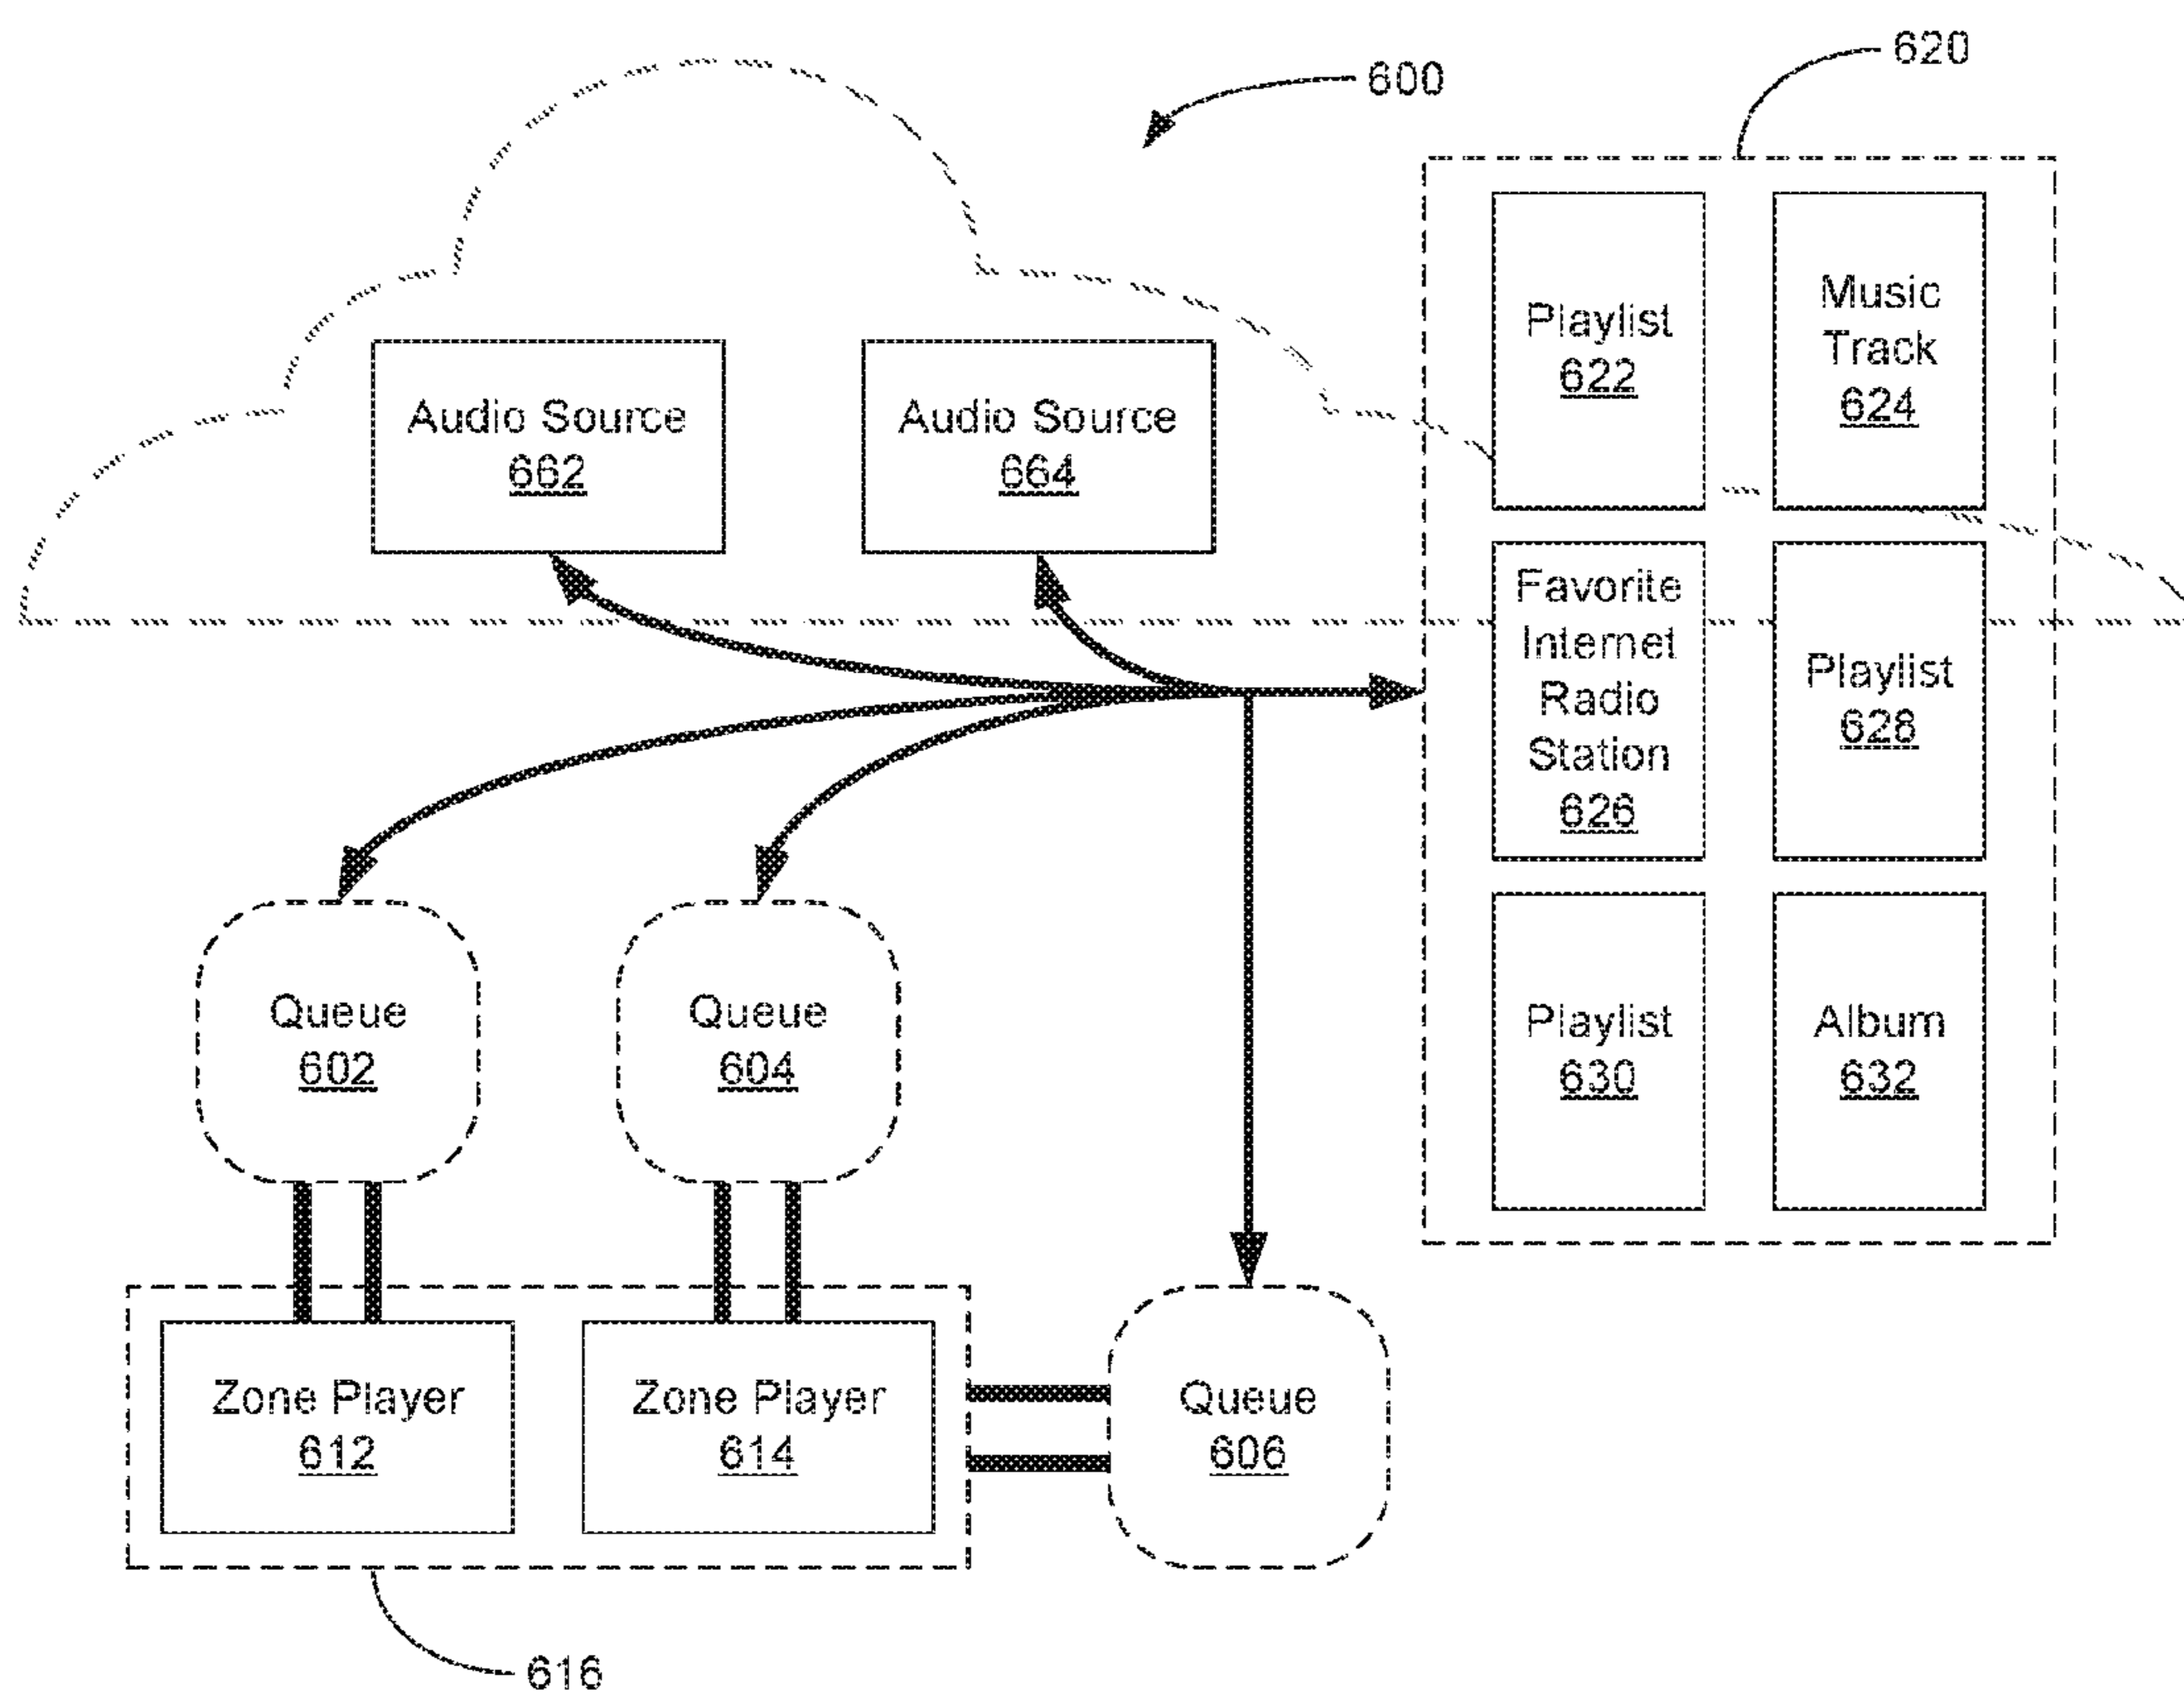 620
600
Playlist
622
Music
Track
624
Audio Source
662
Audio Source
664
Favorite
Internet
Radio
Station
626
Playlist
628
Queue
602
Queue
604
Playlist
630
Album
632
Zone Player
612
Zone Player
614
Queue
606
616